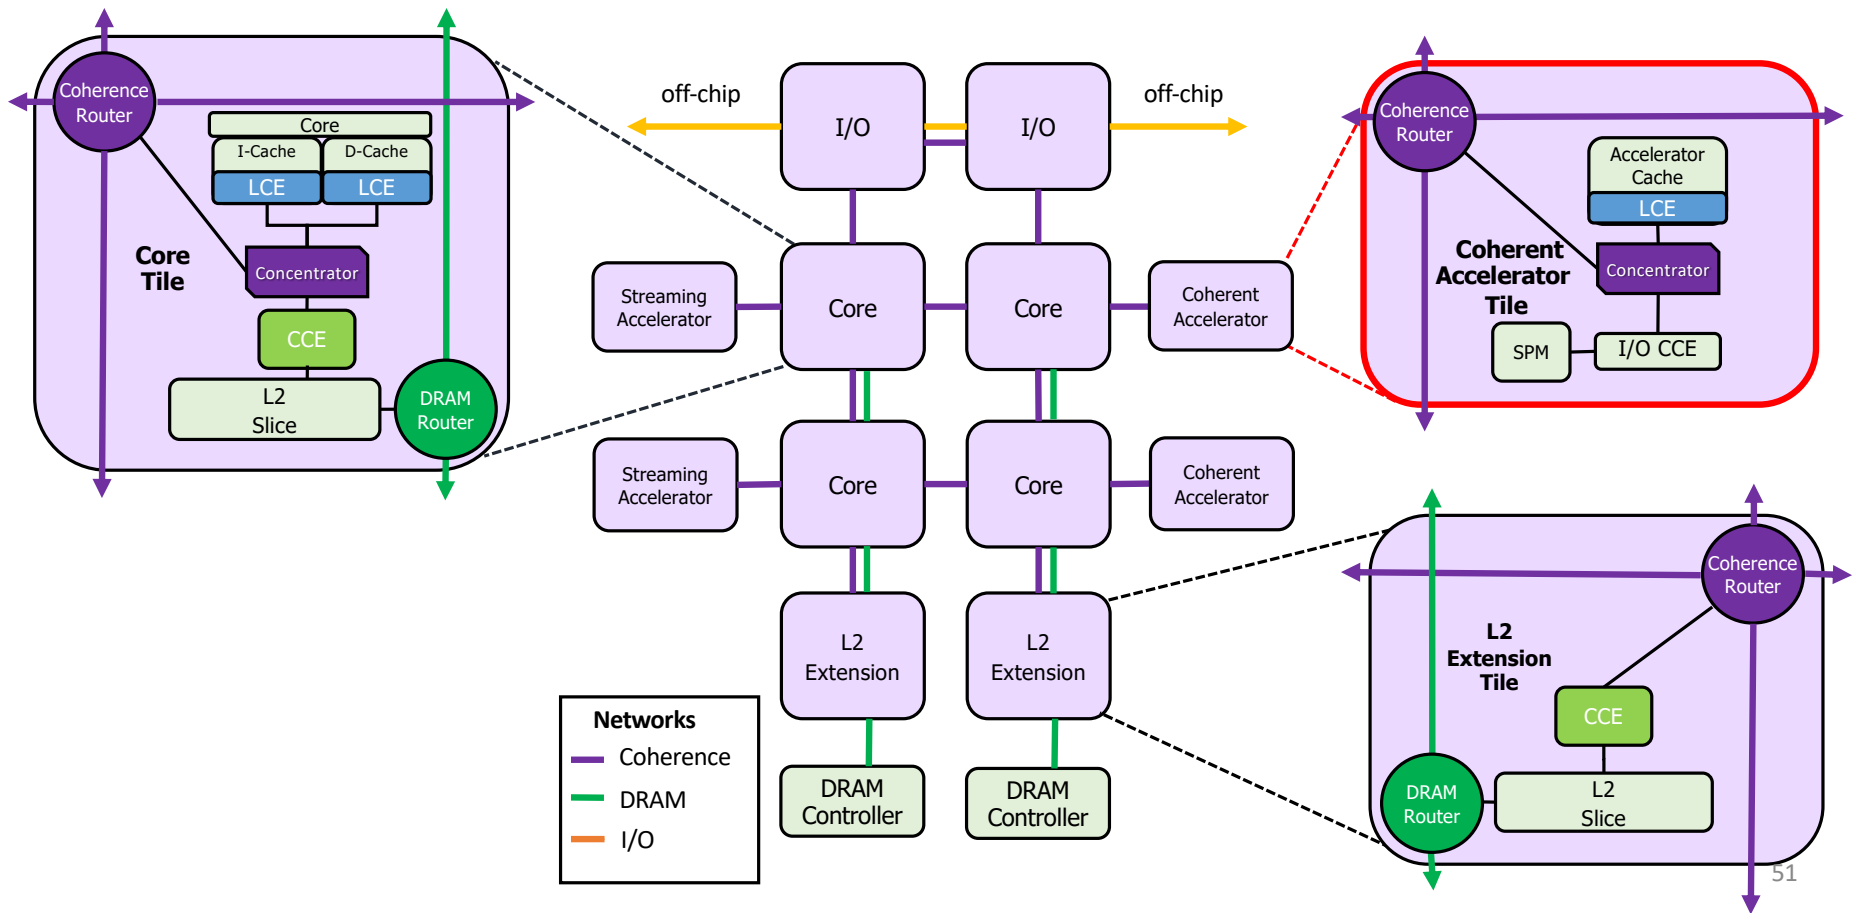 Coherence
Router
Core
I-Cache
D-Cache
LCE
LCE
Core
Tile
Concentrator
CCE
L2
Slice
DRAM
Router
off-chip
I/O
I/O
off-chip
Streaming
Accelerator
Core
Core
Coherent
Accelerator
Streaming
Accelerator
Core
Core
Coherent
Accelerator
L2
Extension
L2
Extension
DRAM
Controller
DRAM
Controller
Networks
Coherence
DRAM
I/O
Coherence
Router
Accelerator
Cache
LCE
Coherent
Accelerator
Tile
Concentrator
SPM
I/O CCE
Coherence
Router
L2
Extension
Tile
CCE
DRAM
Router
L2
Slice
51